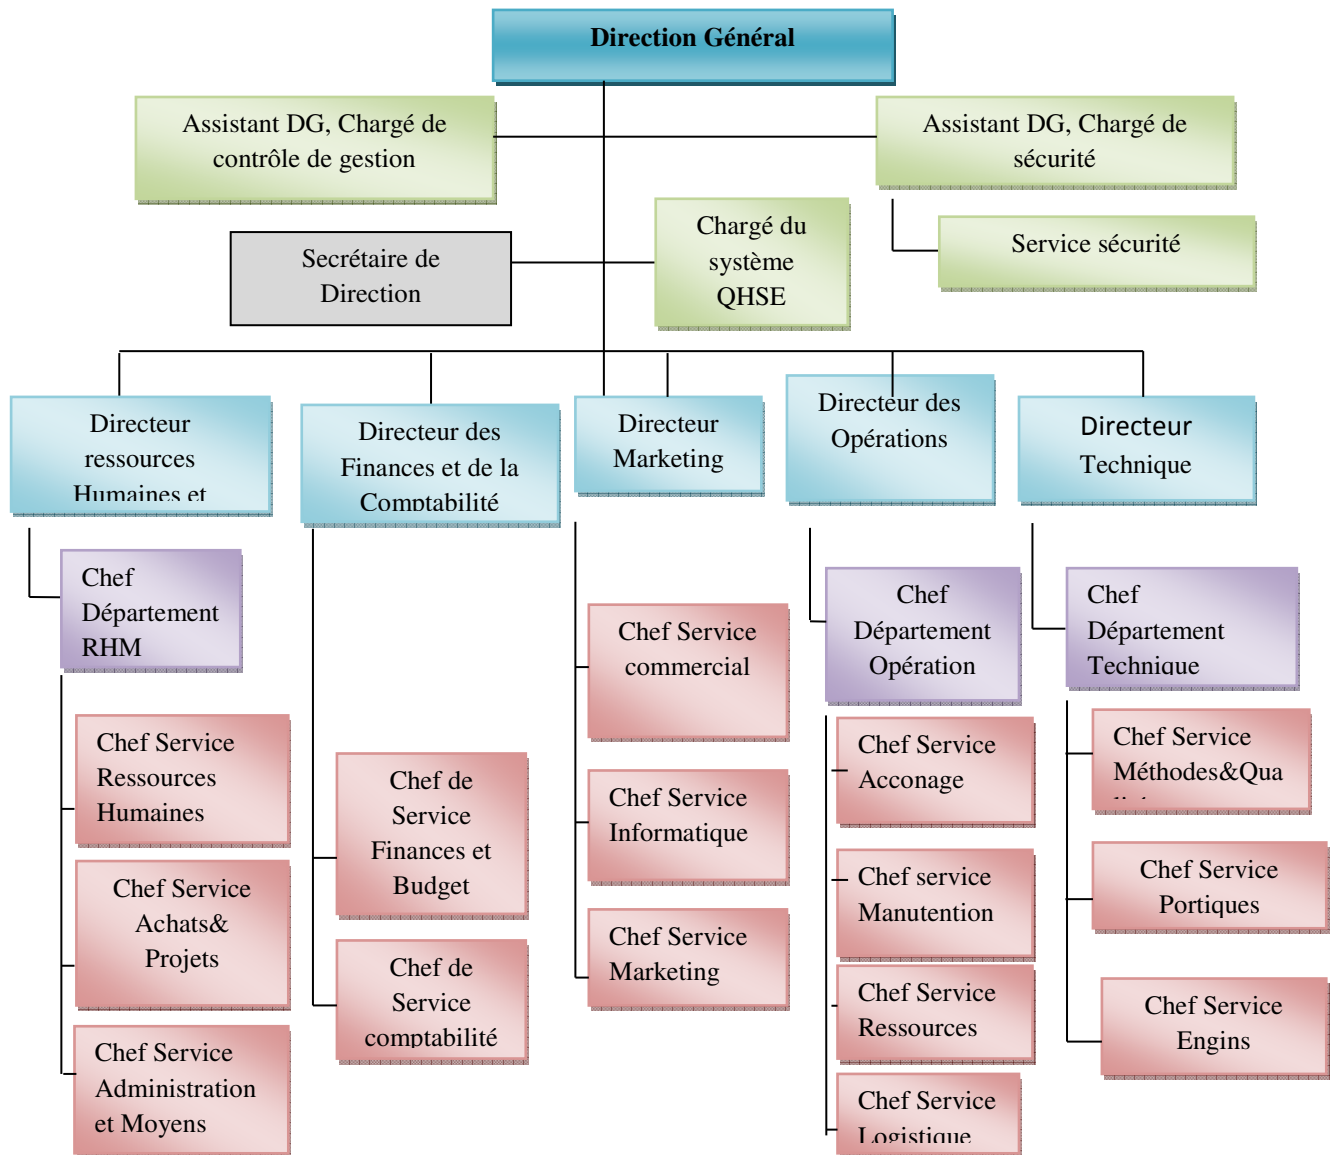 Direction Général
Assistant DG, Chargé de
contrôle de gestion
Assistant DG, Chargé de
sécurité
Service sécurité
Chargé du
système
QHSE
Secrétaire de
Direction
Directeur
ressources
Humaines et
Directeur des
Finances et de la
Comptabilité
Directeur
Marketing
Directeur des
Opérations
Directeur
Technique
Chef
Département
RHM
Chef Service
Ressources
Humaines
Chef Service
Achats&
Projets
Chef Service
Administration
et Moyens
Chef de
Service
Finances et
Budget
Chef de
Service
comptabilité
Chef Service
commercial
Chef Service
Informatique
Chef Service
Marketing
Chef
Département
Opération
Chef Service
Acconage
Chef service
Manutention
Chef Service
Ressources
Chef Service
Logistique
Chef
Département
Technique
Chef Service
Méthodes&Qua
Chef Service
Portiques
Chef Service
Engins